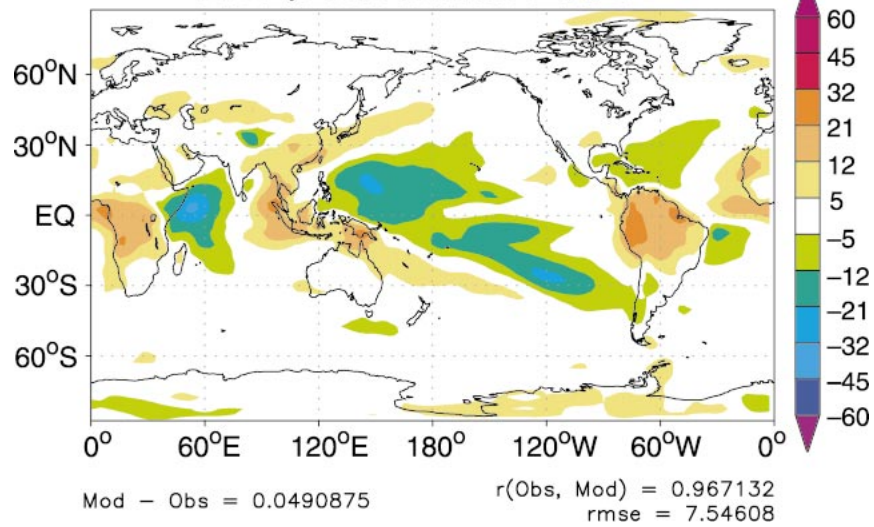 60
45
32
21
12
5
−5
−12
−21
−32
−45
−60
60°N
30°N
EQ
30°S
60°S
0° 60°E 120°E 180° 120°W 60°W 0°
Mod − Obs = 0.0490875
r(Obs, Mod) = 0.967132
rmse = 7.54608